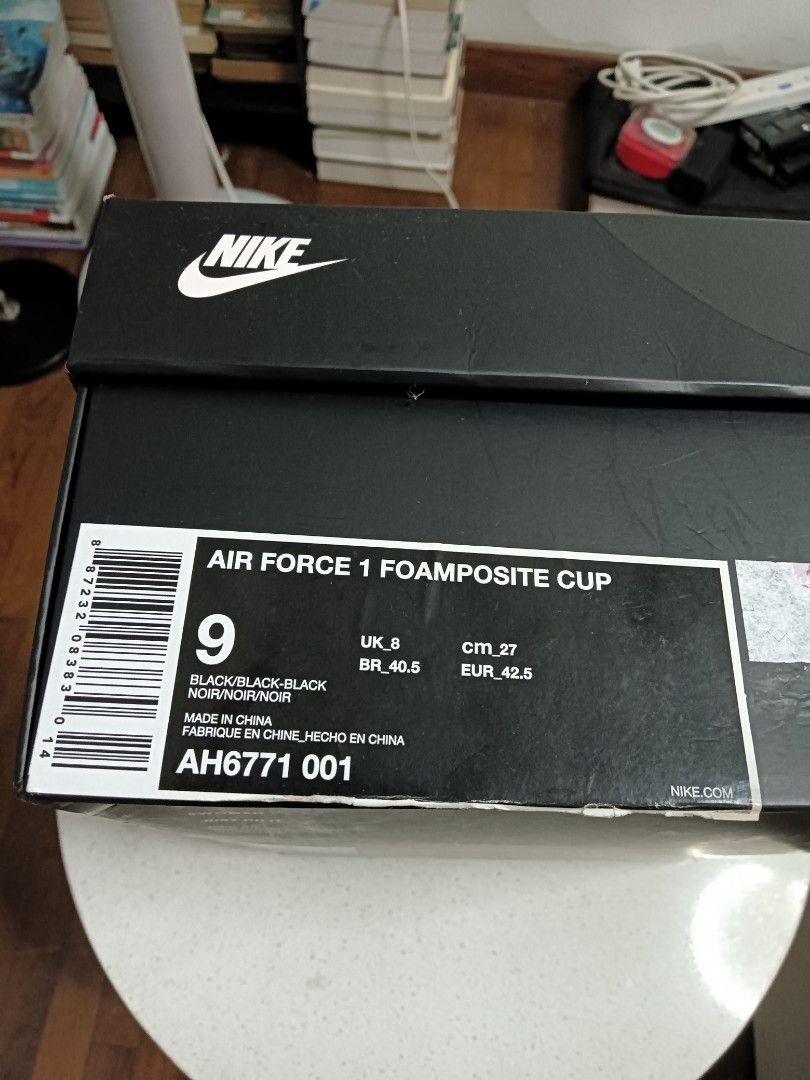 NIKE
AIR FORCE 1 FOAMPOSITE CUP
9
UK_8 cm_27
BR_40.5 EUR_42.5
BLACK/BLACK-BLACK
NOIR/NOIR/NOIR
MADE IN CHINA
FABRIQUE EN CHINE_HECHO EN CHINA
AH6771 001
NIKE.COM
8 87232 08383 0 14